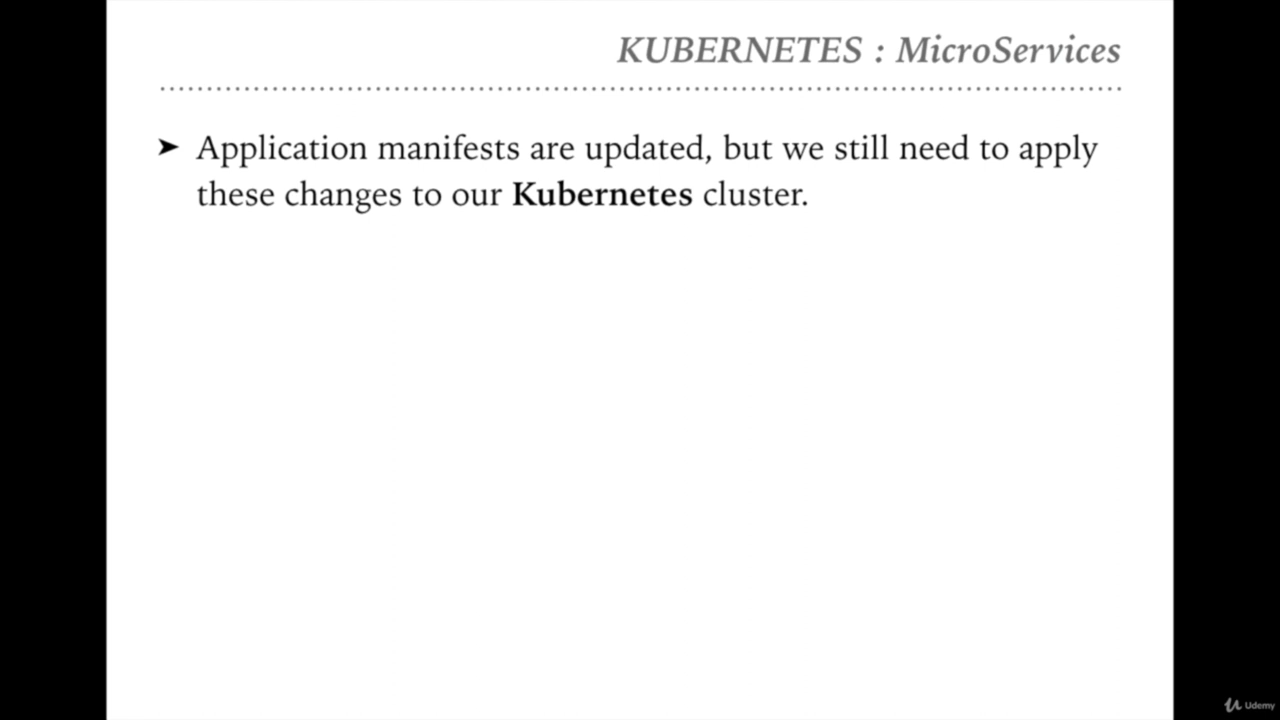 KUBERNETES : MicroServices
➤ Application manifests are updated, but we still need to apply
these changes to our Kubernetes cluster.
Udemy